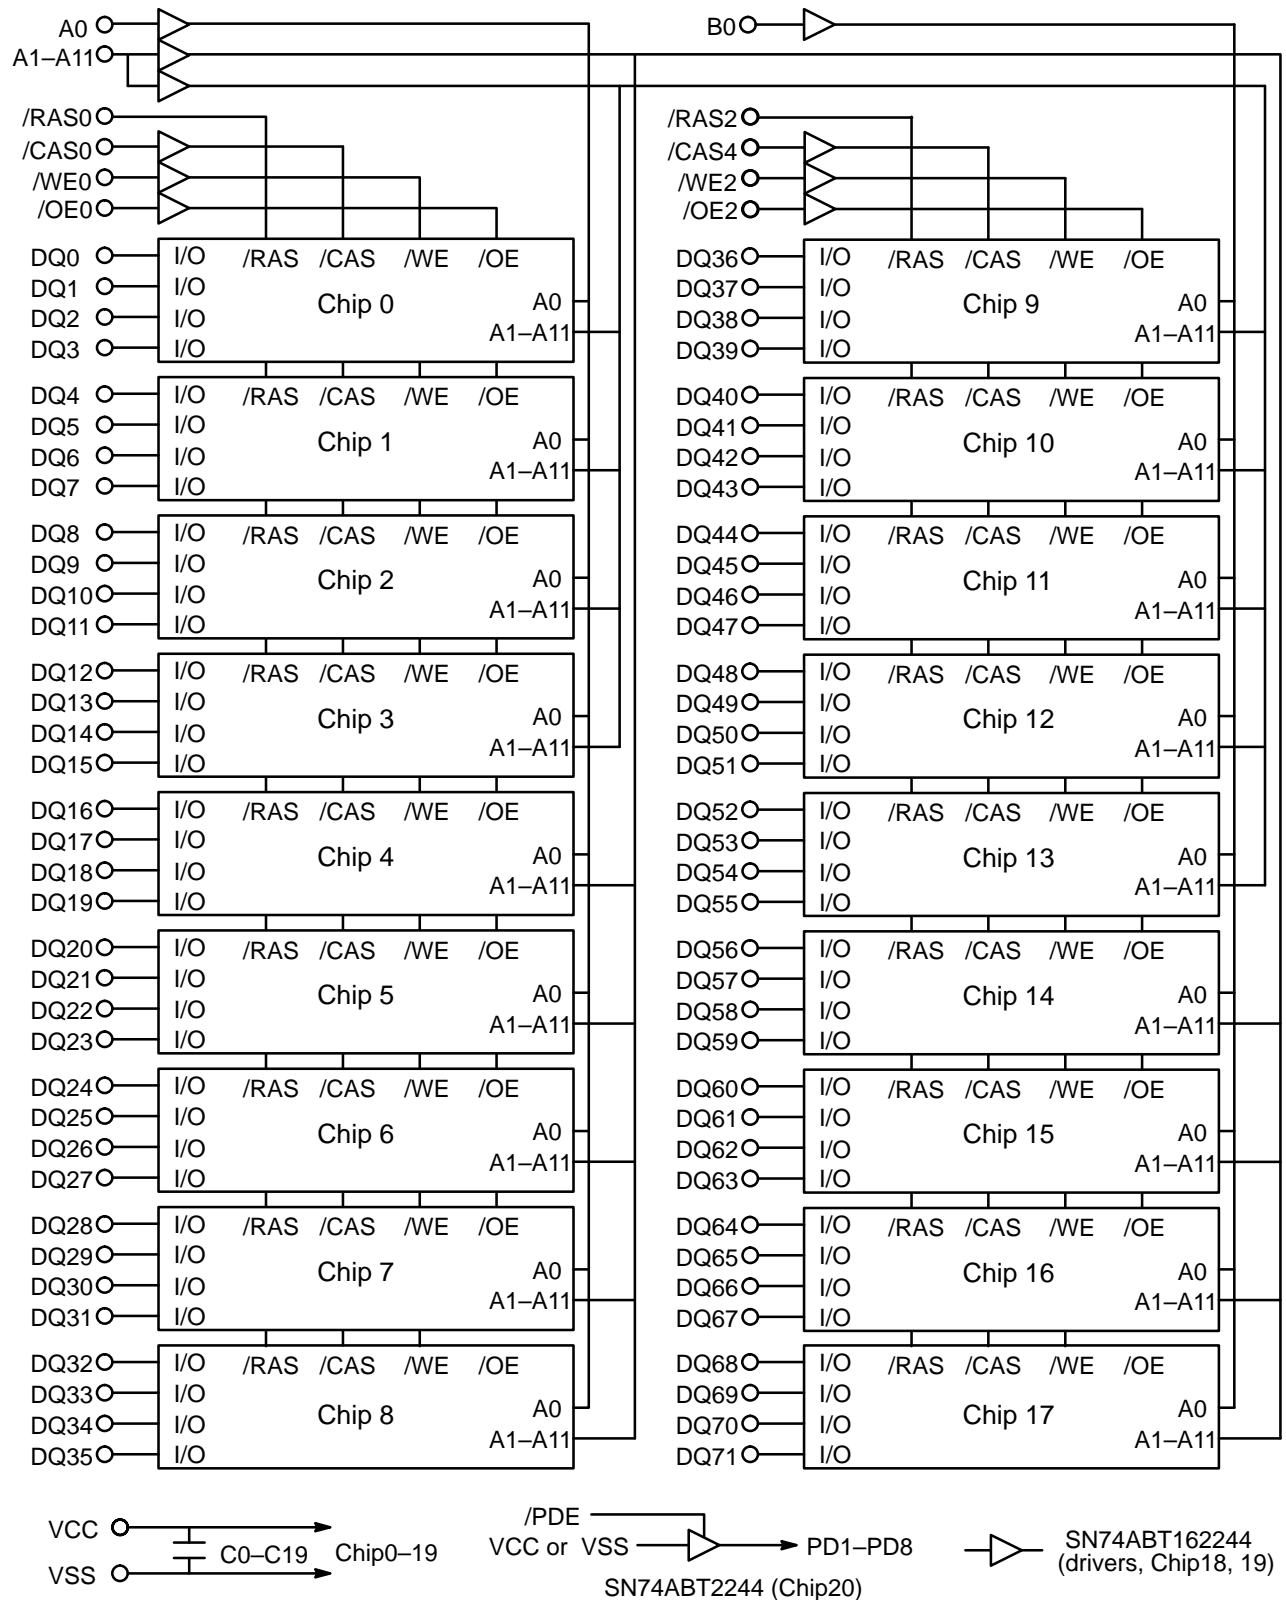 A0
A1–A11
B0
/RAS0
/CAS0
/WE0
/OE0
/RAS2
/CAS4
/WE2
/OE2
DQ0 I/O /RAS /CAS /WE /OE
DQ1 I/O Chip 0 A0
DQ2 I/O A1–A11
DQ3 I/O
DQ4 I/O /RAS /CAS /WE /OE
DQ5 I/O Chip 1 A0
DQ6 I/O A1–A11
DQ7 I/O
DQ8 I/O /RAS /CAS /WE /OE
DQ9 I/O Chip 2 A0
DQ10 I/O A1–A11
DQ11 I/O
DQ12 I/O /RAS /CAS /WE /OE
DQ13 I/O Chip 3 A0
DQ14 I/O A1–A11
DQ15 I/O
DQ16 I/O /RAS /CAS /WE /OE
DQ17 I/O Chip 4 A0
DQ18 I/O A1–A11
DQ19 I/O
DQ20 I/O /RAS /CAS /WE /OE
DQ21 I/O Chip 5 A0
DQ22 I/O A1–A11
DQ23 I/O
DQ24 I/O /RAS /CAS /WE /OE
DQ25 I/O Chip 6 A0
DQ26 I/O A1–A11
DQ27 I/O
DQ28 I/O /RAS /CAS /WE /OE
DQ29 I/O Chip 7 A0
DQ30 I/O A1–A11
DQ31 I/O
DQ32 I/O /RAS /CAS /WE /OE
DQ33 I/O Chip 8 A0
DQ34 I/O A1–A11
DQ35 I/O
DQ36 I/O /RAS /CAS /WE /OE
DQ37 I/O Chip 9 A0
DQ38 I/O A1–A11
DQ39 I/O
DQ40 I/O /RAS /CAS /WE /OE
DQ41 I/O Chip 10 A0
DQ42 I/O A1–A11
DQ43 I/O
DQ44 I/O /RAS /CAS /WE /OE
DQ45 I/O Chip 11 A0
DQ46 I/O A1–A11
DQ47 I/O
DQ48 I/O /RAS /CAS /WE /OE
DQ49 I/O Chip 12 A0
DQ50 I/O A1–A11
DQ51 I/O
DQ52 I/O /RAS /CAS /WE /OE
DQ53 I/O Chip 13 A0
DQ54 I/O A1–A11
DQ55 I/O
DQ56 I/O /RAS /CAS /WE /OE
DQ57 I/O Chip 14 A0
DQ58 I/O A1–A11
DQ59 I/O
DQ60 I/O /RAS /CAS /WE /OE
DQ61 I/O Chip 15 A0
DQ62 I/O A1–A11
DQ63 I/O
DQ64 I/O /RAS /CAS /WE /OE
DQ65 I/O Chip 16 A0
DQ66 I/O A1–A11
DQ67 I/O
DQ68 I/O /RAS /CAS /WE /OE
DQ69 I/O Chip 17 A0
DQ70 I/O A1–A11
DQ71 I/O
VCC
C0–C19 Chip0–19
VSS
/PDE
VCC or VSS PD1–PD8
SN74ABT2244 (Chip20)
SN74ABT162244
(drivers, Chip18, 19)